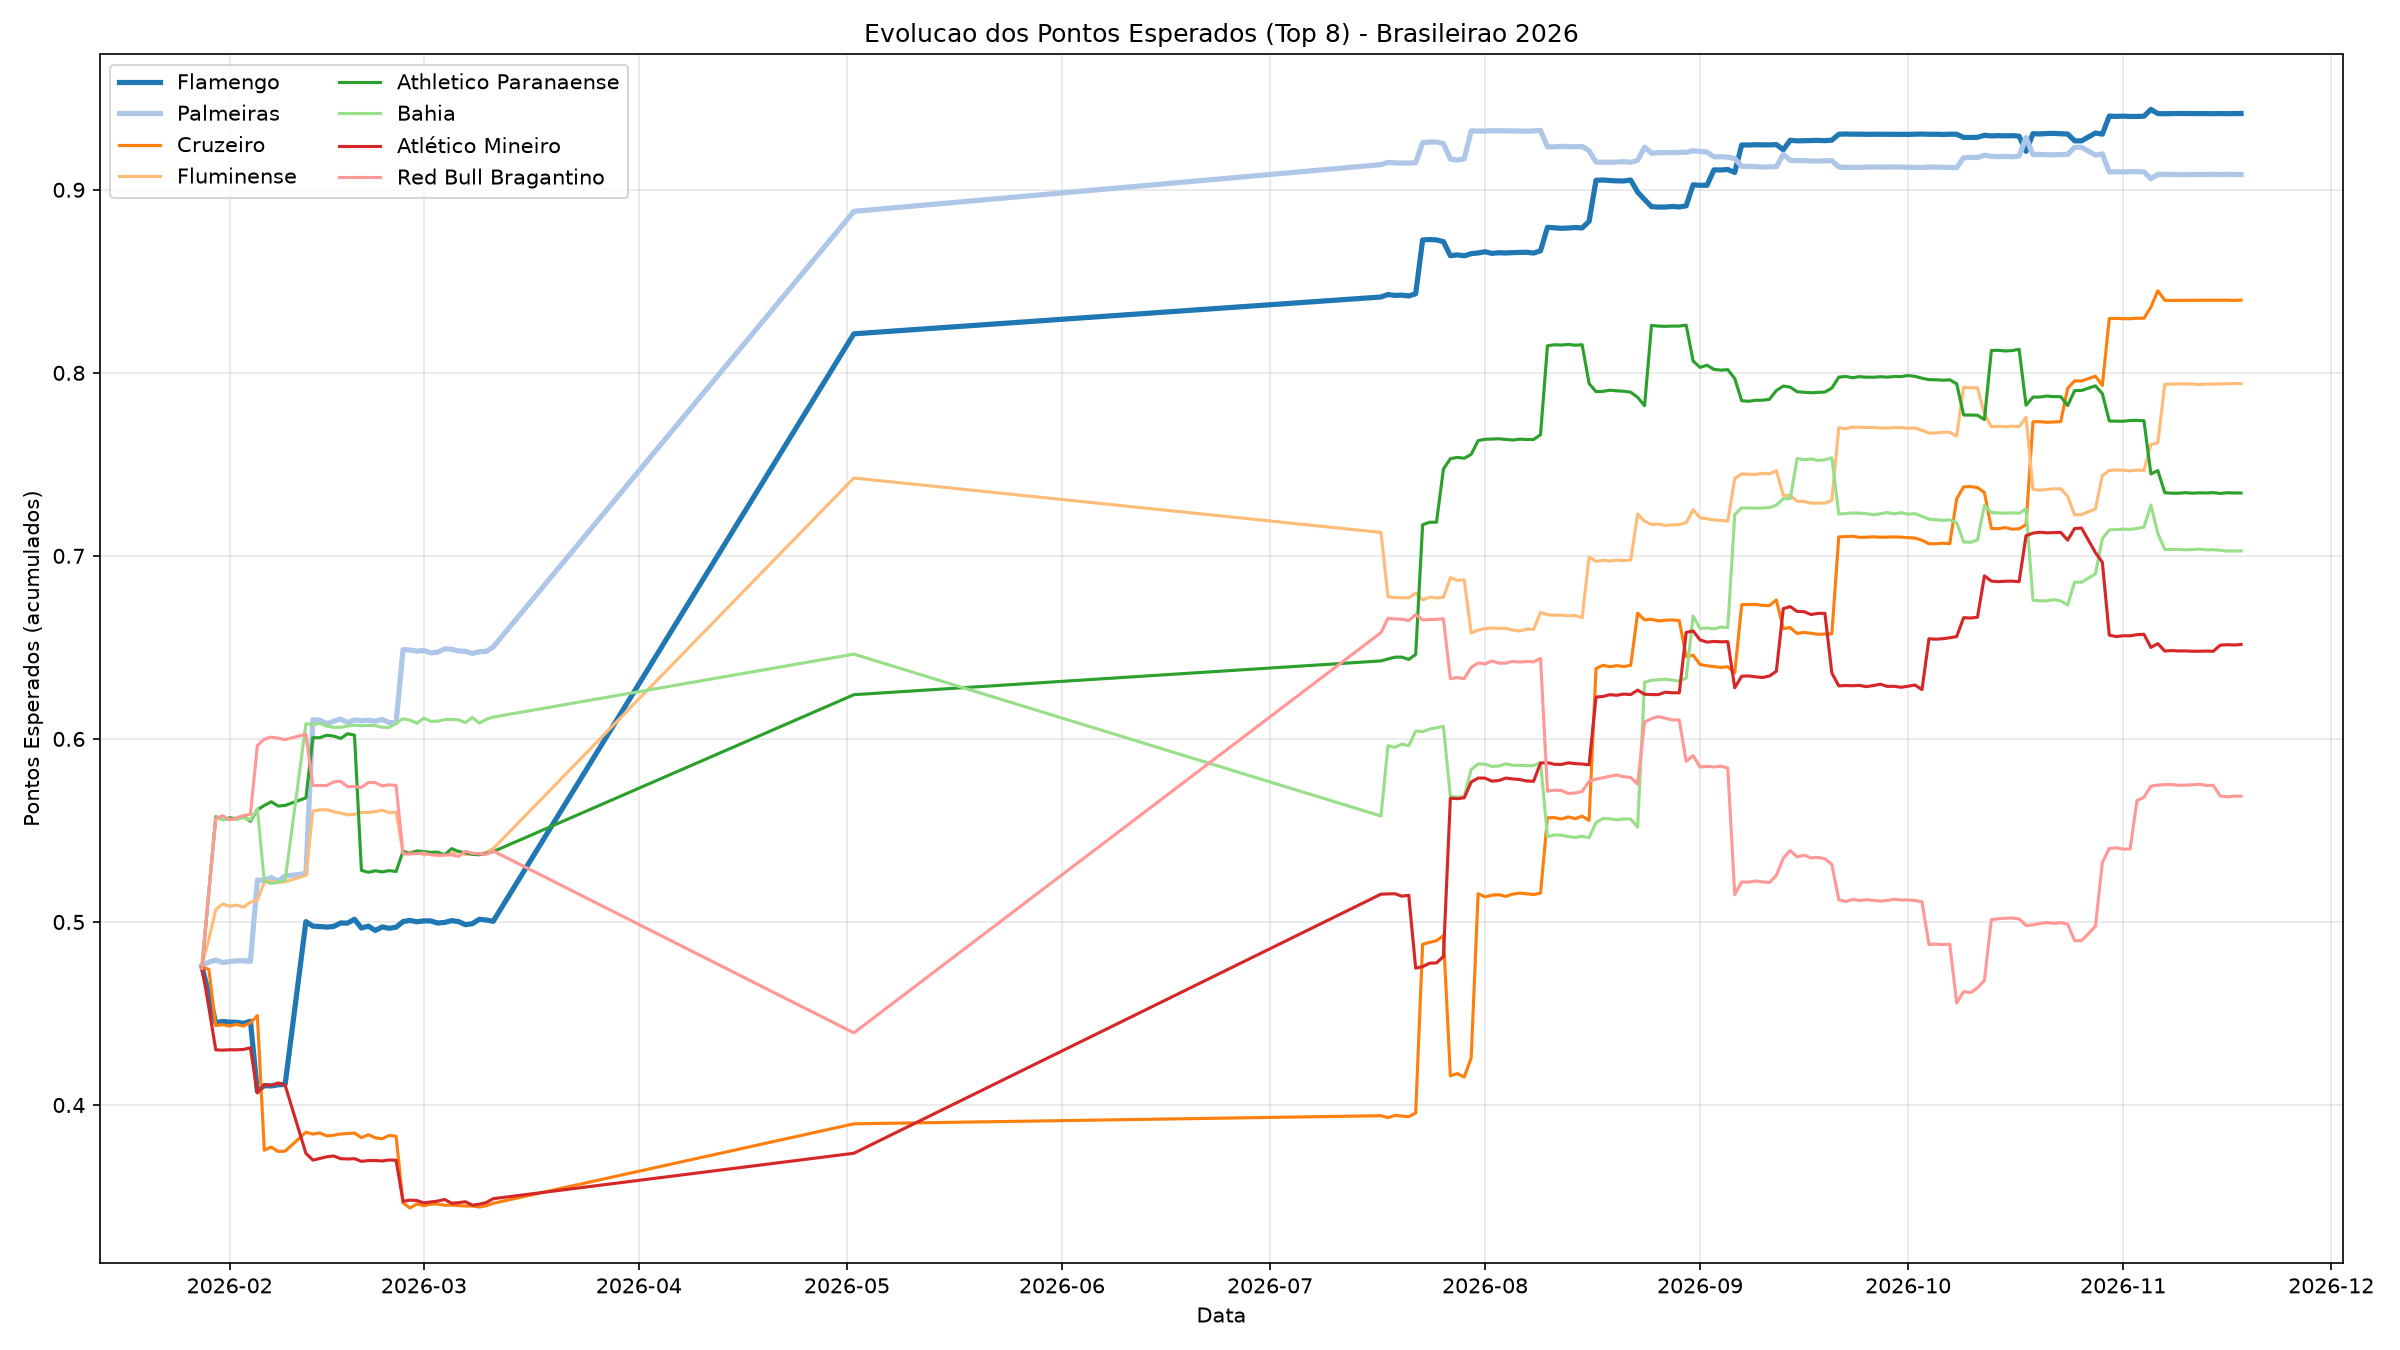 Evolucao dos Pontos Esperados (Top 8) - Brasileirao 2026
Flamengo
Palmeiras
Cruzeiro
Fluminense
Athletico Paranaense
Bahia
Atlético Mineiro
Red Bull Bragantino
Pontos Esperados (acumulados)
0.9
0.8
0.7
0.6
0.5
0.4
2026-02
2026-03
2026-04
2026-05
2026-06
2026-07
2026-08
2026-09
2026-10
2026-11
2026-12
Data